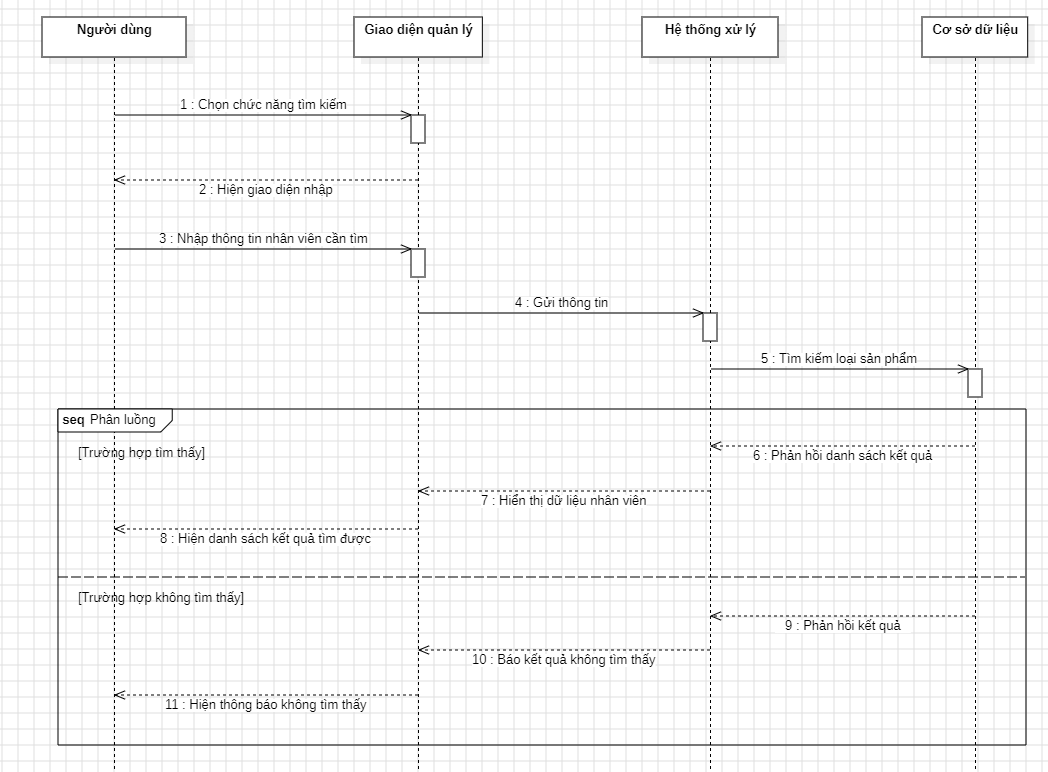 Người dùng
Giao diện quản lý
Hệ thống xử lý
Cơ sở dữ liệu
1 : Chọn chức năng tìm kiếm
2 : Hiện giao diện nhập
3 : Nhập thông tin nhân viên cần tìm
4 : Gửi thông tin
5 : Tìm kiếm loại sản phẩm
seq Phân luồng
[Trường hợp tìm thấy]
6 : Phản hồi danh sách kết quả
7 : Hiển thị dữ liệu nhân viên
8 : Hiện danh sách kết quả tìm được
[Trường hợp không tìm thấy]
9 : Phản hồi kết quả
10 : Báo kết quả không tìm thấy
11 : Hiện thông báo không tìm thấy